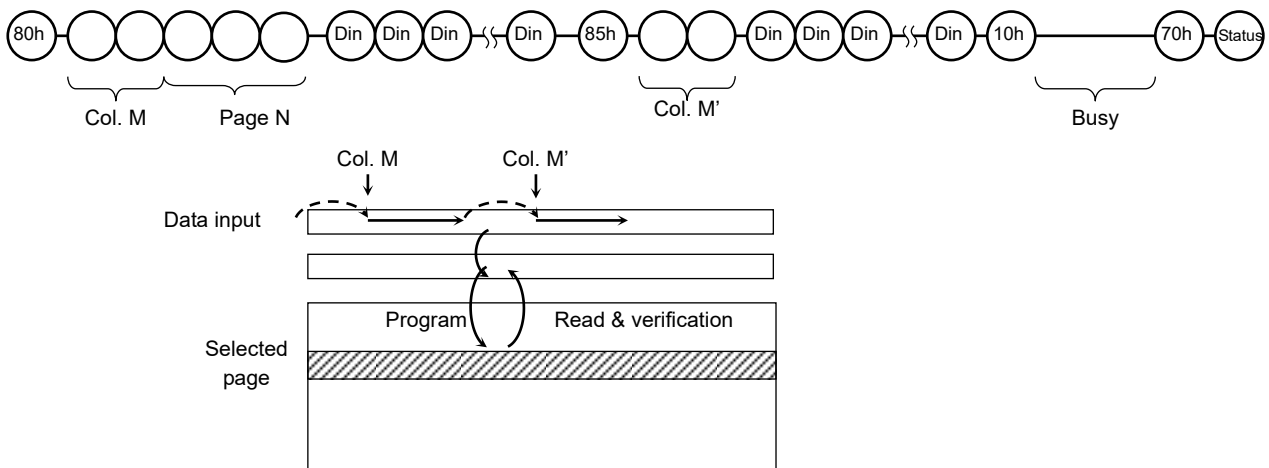 80h Din Din Din Din 85h Din Din Din Din 10h 70h Status
Col. M Page N Col. M’ Busy
Col. M Col. M’
Data input
Program Read & verification
Selected
page